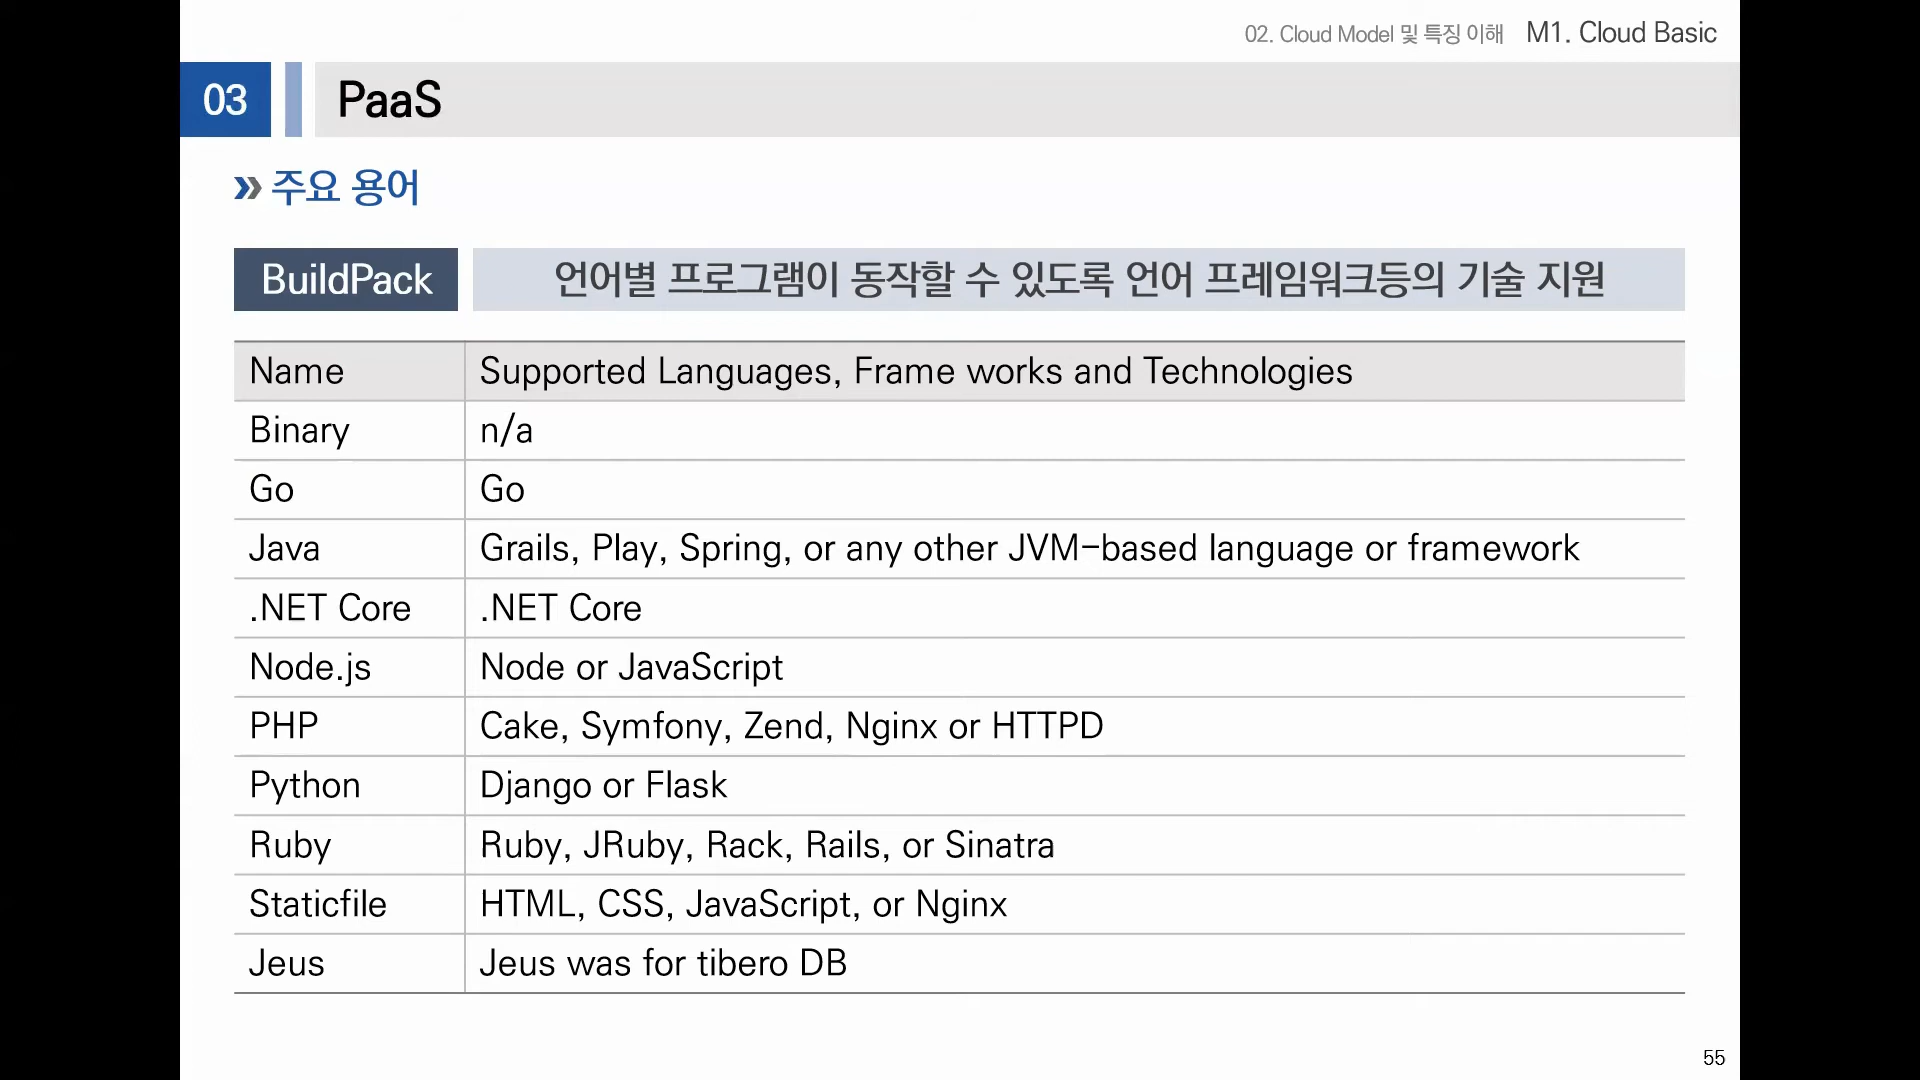 02. Cloud Model 및 특징 이해 M1. Cloud Basic
03 PaaS
주요 용어
BuildPack 언어별 프로그램이 동작할 수 있도록 언어 프레임워크등의 기술 지원
Name Supported Languages, Frame works and Technologies
Binary n/a
Go Go
Java Grails, Play, Spring, or any other JVM-based language or framework
.NET Core .NET Core
Node.js Node or JavaScript
PHP Cake, Symfony, Zend, Nginx or HTTPD
Python Django or Flask
Ruby Ruby, JRuby, Rack, Rails, or Sinatra
Staticfile HTML, CSS, JavaScript, or Nginx
Jeus Jeus was for tibero DB
55